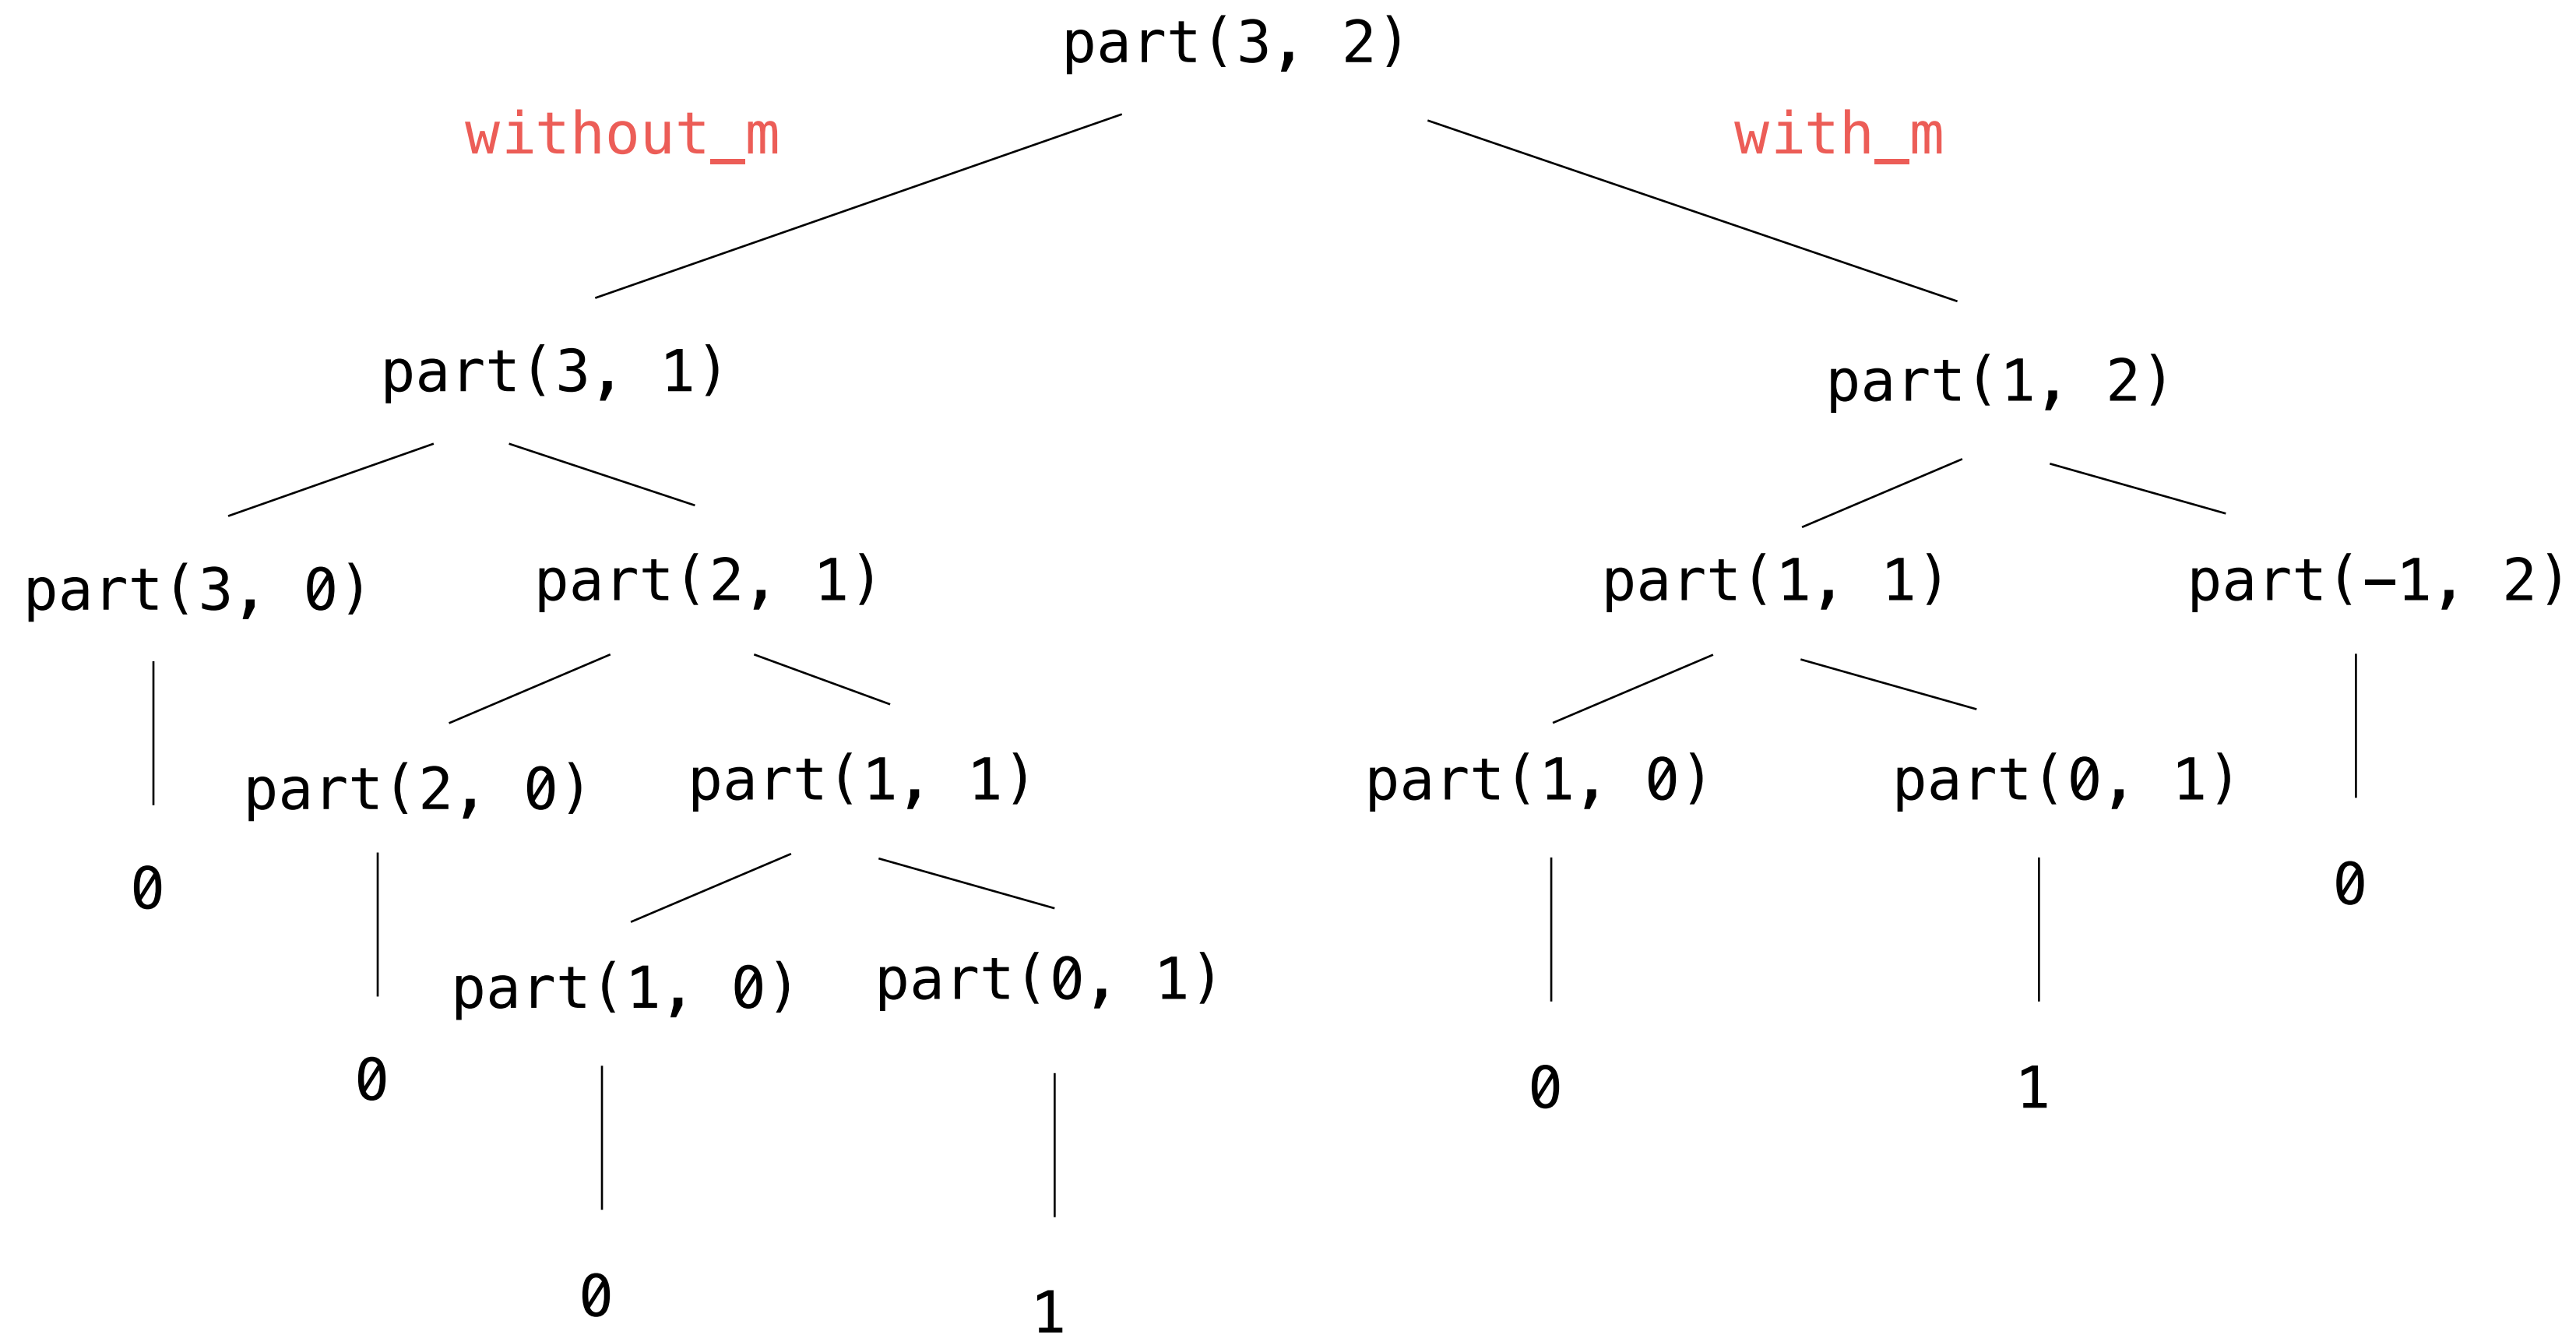 part(3, 2)
without_m with_m
part(3, 1) part(1, 2)
part(3, 0) part(2, 1) part(1, 1) part(−1, 2)
part(2, 0) part(1, 1) part(1, 0) part(0, 1)
0 0
part(1, 0) part(0, 1)
0 0 1
0 1